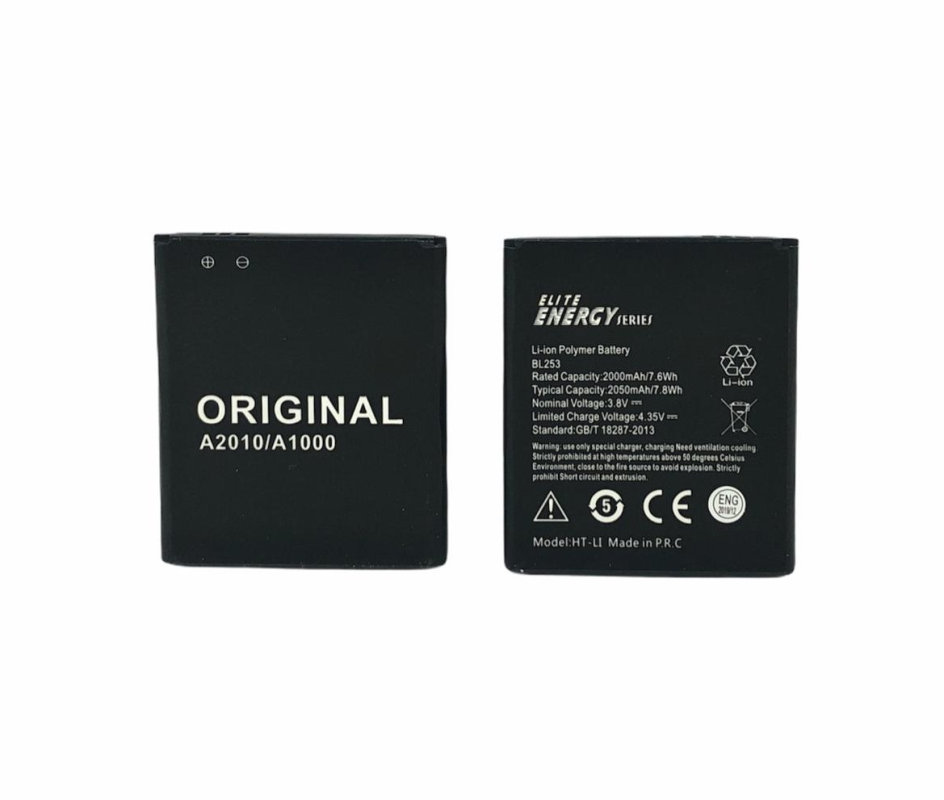 ORIGINAL
A2010/A1000
ELITE
ENERGY SERIES
Li-ion Polymer Battery
BL253
Rated Capacity:2000mAh/7.6Wh
Typical Capacity:2050mAh/7.8Wh
Nominal Voltage:3.8V
Limited Charge Voltage:4.35V
Standard:GB/T 18287-2013
Li-ion
Warning: use only special charger, charging Need ventilation cooling
Strictly prohibited at high temperatures above 50 degrees Celsius
Environment, close to the fire source to avoid explosion. Strictly
prohibit Short circuit and extrusion.
5
CE
ENG
2019/12
Model:HT-LI Made in P.R.C